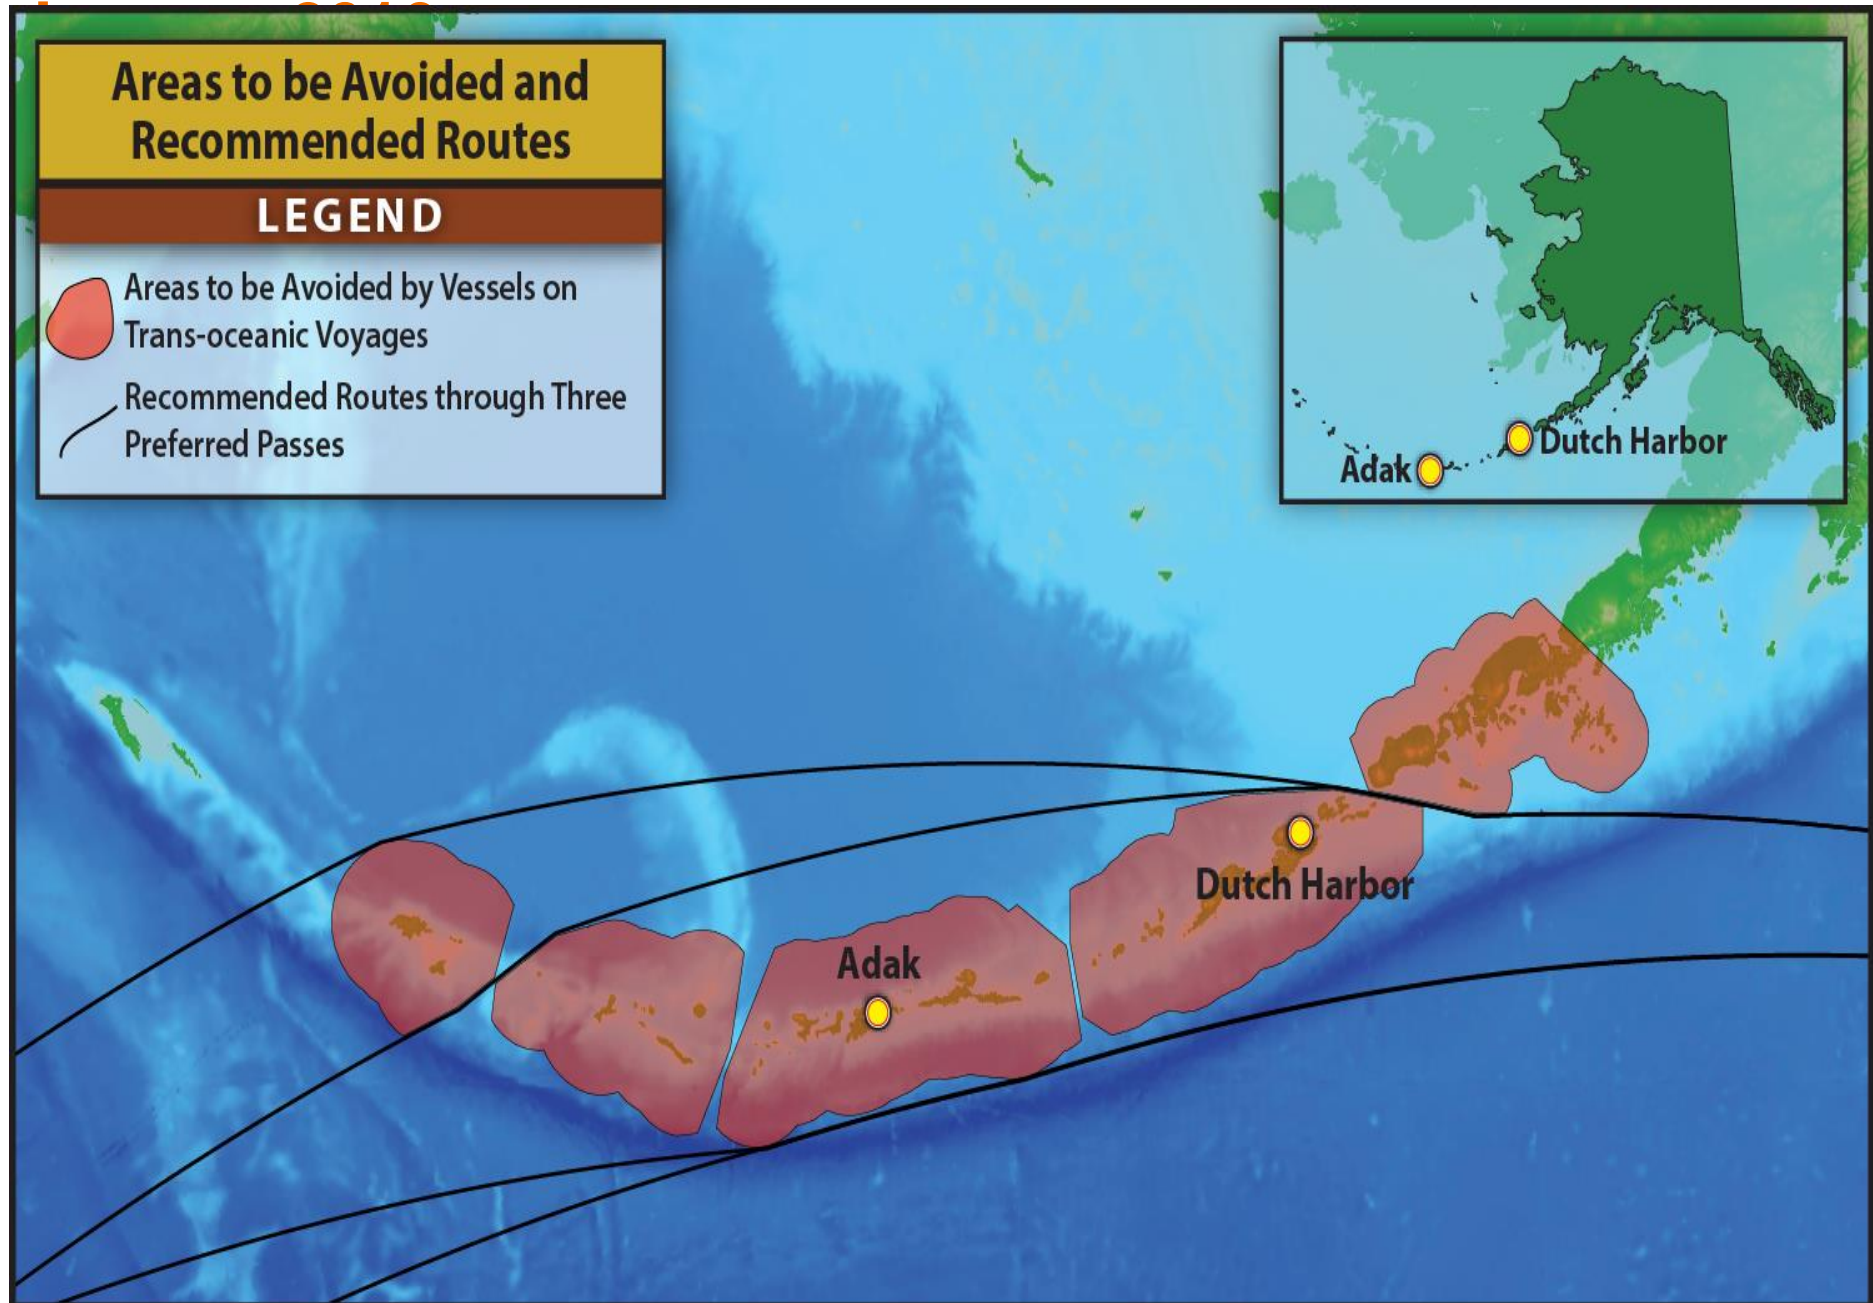 Areas to be Avoided and
Recommended Routes
LEGEND
Areas to be Avoided by Vessels on
Trans-oceanic Voyages
Recommended Routes through Three
Preferred Passes
Dutch Harbor
Adak
Dutch Harbor
Adak